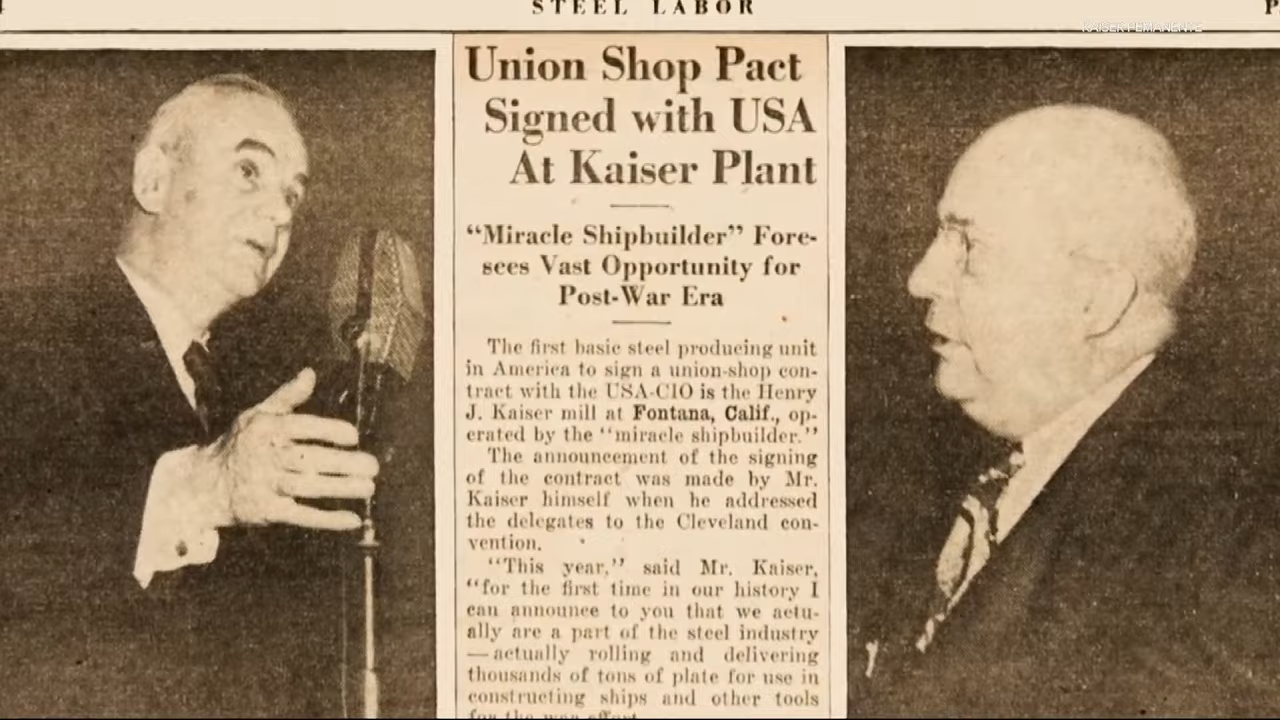 STEEL LABOR
KAISER PERMANENTE
Union Shop Pact
Signed with USA
At Kaiser Plant
“Miracle Shipbuilder” Fore-
sees Vast Opportunity for
Post-War Era
The first basic steel producing unit
in America to sign a union-shop con-
tract with the USA-CIO is the Henry
J. Kaiser mill at Fontana, Calif., op-
erated by the “miracle shipbuilder.”
The announcement of the signing
of the contract was made by Mr.
Kaiser himself when he addressed
the delegates to the Cleveland con-
vention.
“This year,” said Mr. Kaiser,
“for the first time in our history I
can announce to you that we actu-
ally are a part of the steel industry
—actually rolling and delivering
thousands of tons of plate for use in
constructing ships and other tools
for the war effort.